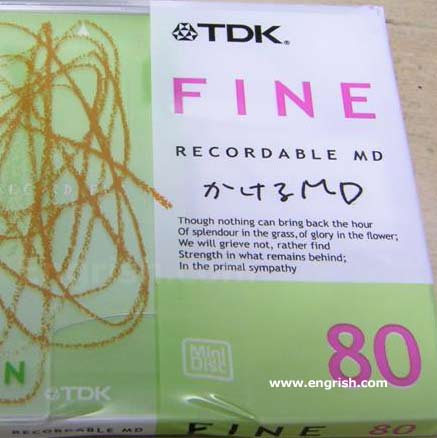 TDK®
FINE
RECORDABLE MD
かけるMD
Though nothing can bring back the hour
Of splendour in the grass, of glory in the flower;
We will grieve not, rather find
Strength in what remains behind;
In the primal sympathy
Mini
Disc
80
www.engrish.com
N
TDK
RECORDABLE MD
FINE
80